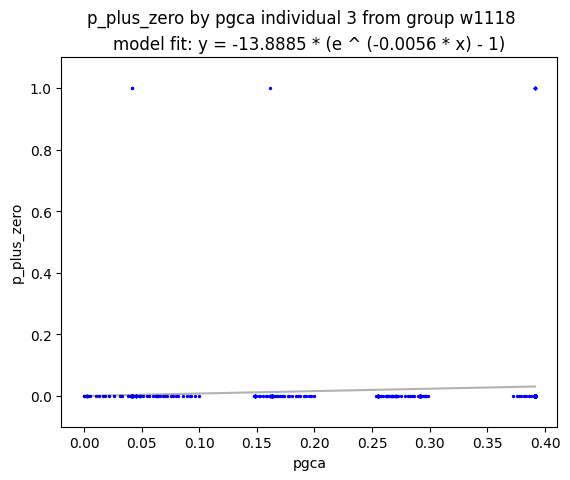 p_plus_zero by pgca individual 3 from group w1118
model fit: y = -13.8885 * (e ^ (-0.0056 * x) - 1)
1.0
0.8
0.6
0.4
0.2
0.0
p_plus_zero
0.00 0.05 0.10 0.15 0.20 0.25 0.30 0.35 0.40
pgca